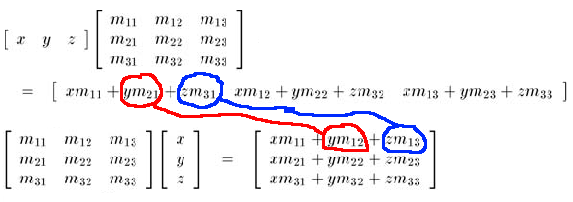 [ x y z ] [ m11 m12 m13
m21 m22 m23
m31 m32 m33 ]
= [ xm11 + ym21 + zm31 xm12 + ym22 + zm32 xm13 + ym23 + zm33 ]
[ m11 m12 m13 ] [ x ] = [ xm11 + ym12 + zm13 ]
[ m21 m22 m23 ] [ y ] [ xm21 + ym22 + zm23 ]
[ m31 m32 m33 ] [ z ] [ xm31 + ym32 + zm33 ]